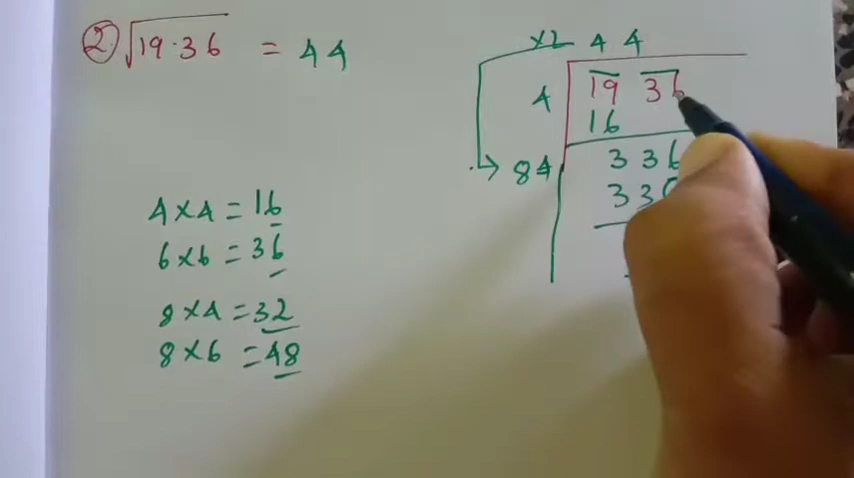 2. √19.36 = 44
×2 4 4
4 19 36
16
→ 84 3 3 6
3 3
4×4 = 16
6×6 = 36
8×4 = 32
8×6 = 48